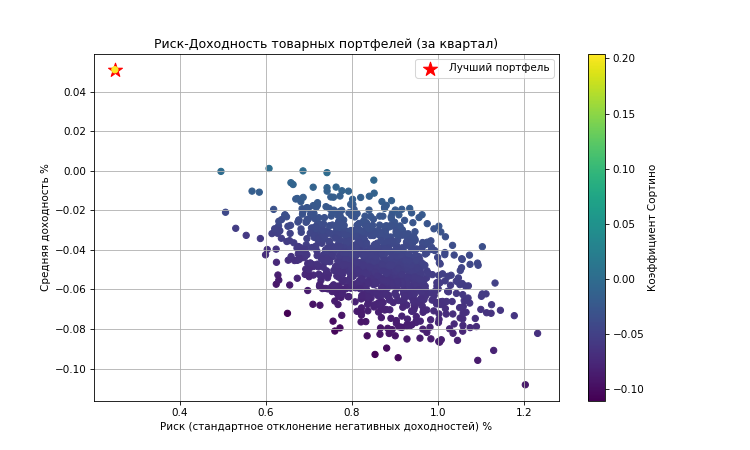 Риск-Доходность товарных портфелей (за квартал)
Лучший портфель
Средняя доходность %
0.04
0.02
0.00
−0.02
−0.04
−0.06
−0.08
−0.10
0.4 0.6 0.8 1.0 1.2
Риск (стандартное отклонение негативных доходностей) %
0.20
0.15
0.10
0.05
0.00
−0.05
−0.10
Коэффициент Сортино